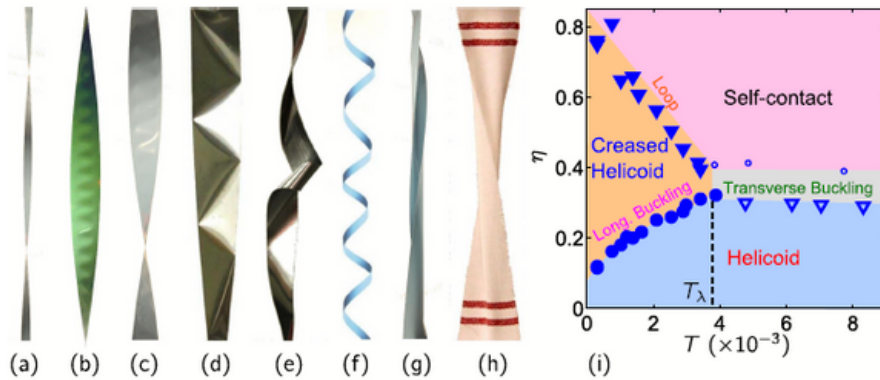 (a) (b) (c) (d) (e) (f) (g) (h) (i)
η
0.8
0.6
0.4
0.2
0
Loop
Self-contact
Creased
Helicoid
Long. Buckling
Transverse Buckling
Helicoid
Tλ
0 2 4 6 8
T (×10⁻³)